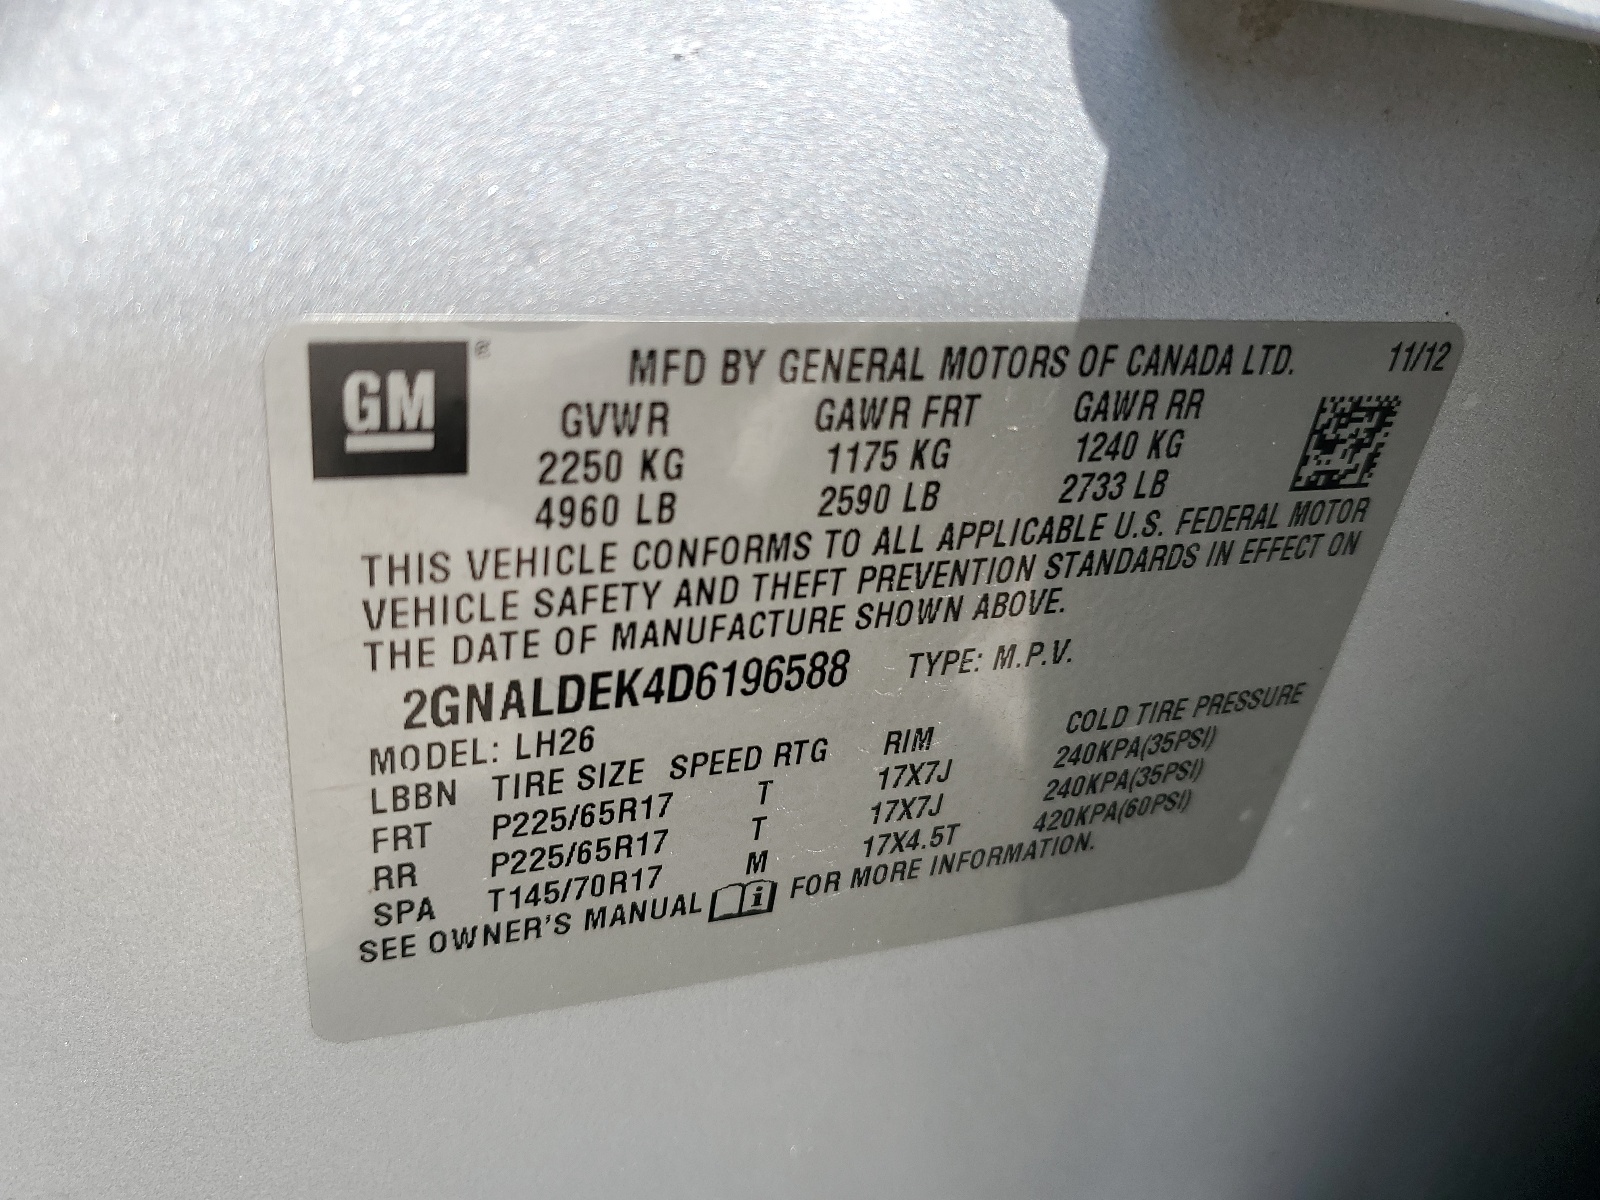 GM®
MFD BY GENERAL MOTORS OF CANADA LTD. 11/12
GVWR GAWR FRT GAWR RR
2250 KG 1175 KG 1240 KG
4960 LB 2590 LB 2733 LB
THIS VEHICLE CONFORMS TO ALL APPLICABLE U.S. FEDERAL MOTOR
VEHICLE SAFETY AND THEFT PREVENTION STANDARDS IN EFFECT ON
THE DATE OF MANUFACTURE SHOWN ABOVE.
2GNALDEK4D6196588 TYPE: M.P.V.
MODEL: LH26
LBBN TIRE SIZE SPEED RTG RIM COLD TIRE PRESSURE
FRT P225/65R17 T 17X7J 240KPA(35PSI)
RR P225/65R17 T 17X7J 240KPA(35PSI)
SPA T145/70R17 M 17X4.5T 420KPA(60PSI)
SEE OWNER'S MANUAL i FOR MORE INFORMATION.